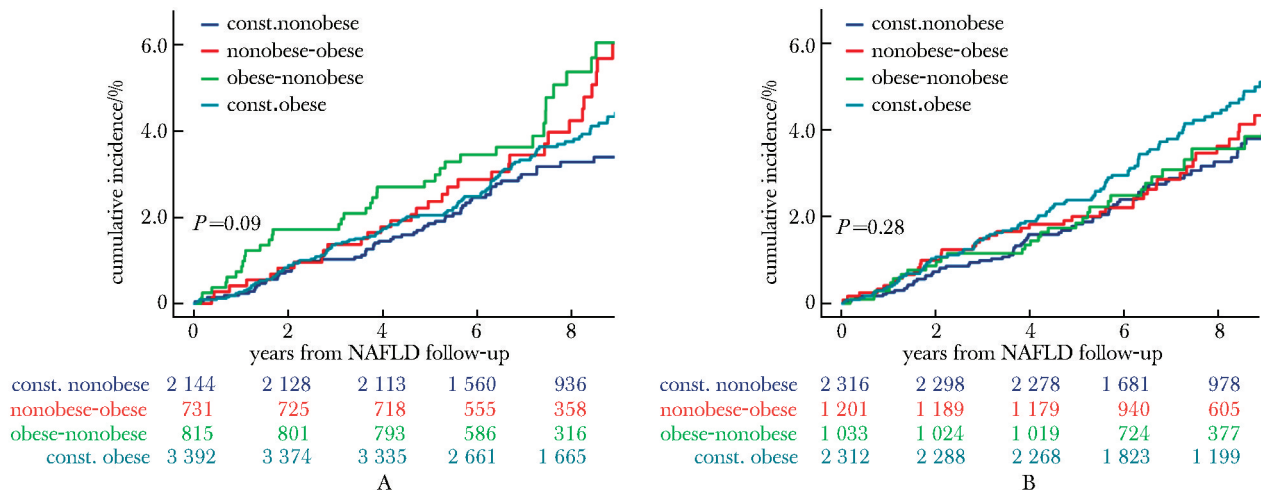 const.nonobese
nonobese-obese
obese-nonobese
const.obese
6.0
4.0
2.0
0
cumulative incidence/%
P=0.09
0 2 4 6 8
years from NAFLD follow-up
const. nonobese 2 144 2 128 2 113 1 560 936
nonobese-obese 731 725 718 555 358
obese-nonobese 815 801 793 586 316
const. obese 3 392 3 374 3 335 2 661 1 665
A
const.nonobese
nonobese-obese
obese-nonobese
const.obese
6.0
4.0
2.0
0
cumulative incidence/%
P=0.28
0 2 4 6 8
years from NAFLD follow-up
const. nonobese 2 316 2 298 2 278 1 681 978
nonobese-obese 1 201 1 189 1 179 940 605
obese-nonobese 1 033 1 024 1 019 724 377
const. obese 2 312 2 288 2 268 1 823 1 199
B